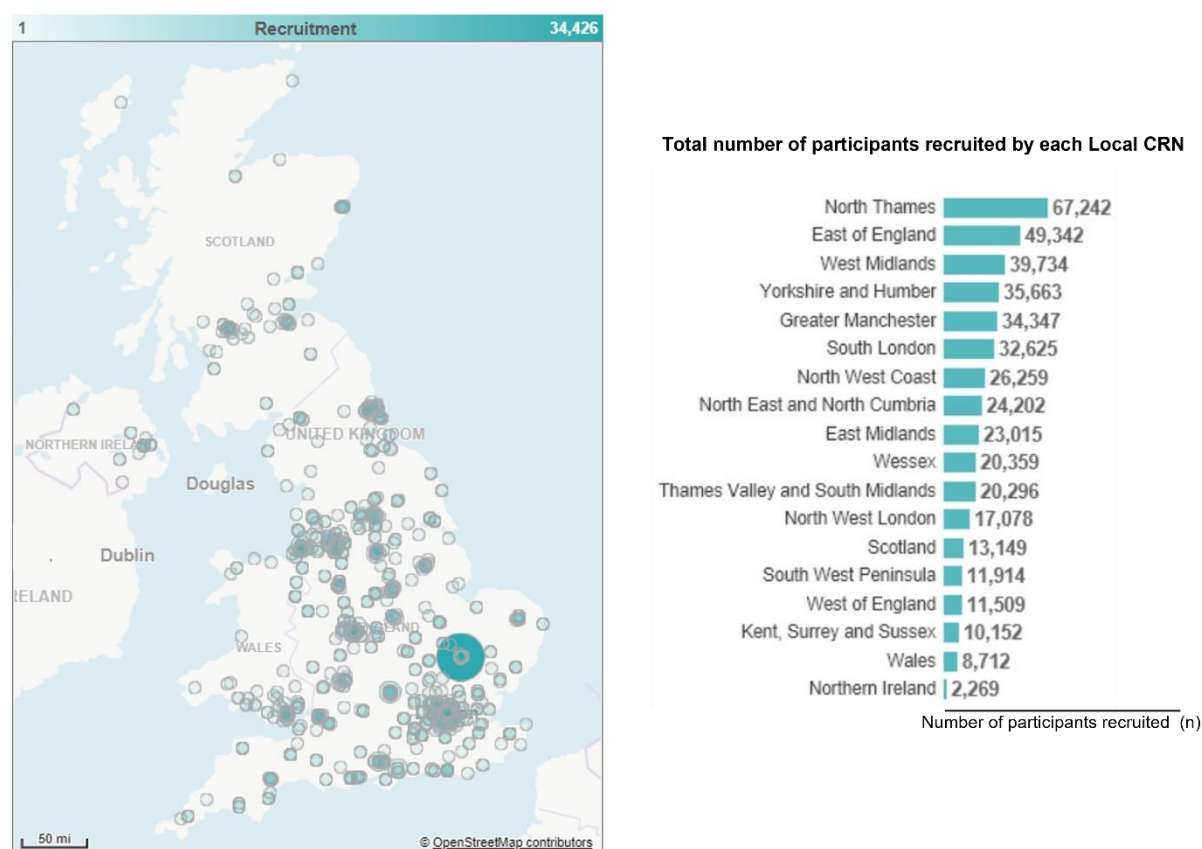 1 Recruitment 34,426
SCOTLAND
NORTHERN IRELAND
UNITED KINGDOM
Douglas
Dublin
RELAND
WALES
ENGLAND
50 mi
© OpenStreetMap contributors
Total number of participants recruited by each Local CRN
North Thames 67,242
East of England 49,342
West Midlands 39,734
Yorkshire and Humber 35,663
Greater Manchester 34,347
South London 32,625
North West Coast 26,259
North East and North Cumbria 24,202
East Midlands 23,015
Wessex 20,359
Thames Valley and South Midlands 20,296
North West London 17,078
Scotland 13,149
South West Peninsula 11,914
West of England 11,509
Kent, Surrey and Sussex 10,152
Wales 8,712
Northern Ireland 2,269
Number of participants recruited (n)